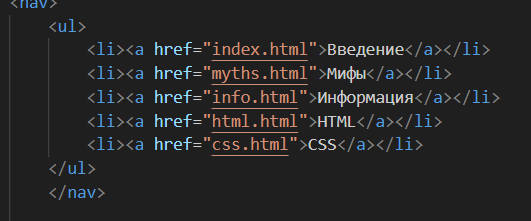 <nav>
<ul>
<li><a href="index.html">Введение</a></li>
<li><a href="myths.html">Мифы</a></li>
<li><a href="info.html">Информация</a></li>
<li><a href="html.html">HTML</a></li>
<li><a href="css.html">CSS</a></li>
</ul>
</nav>